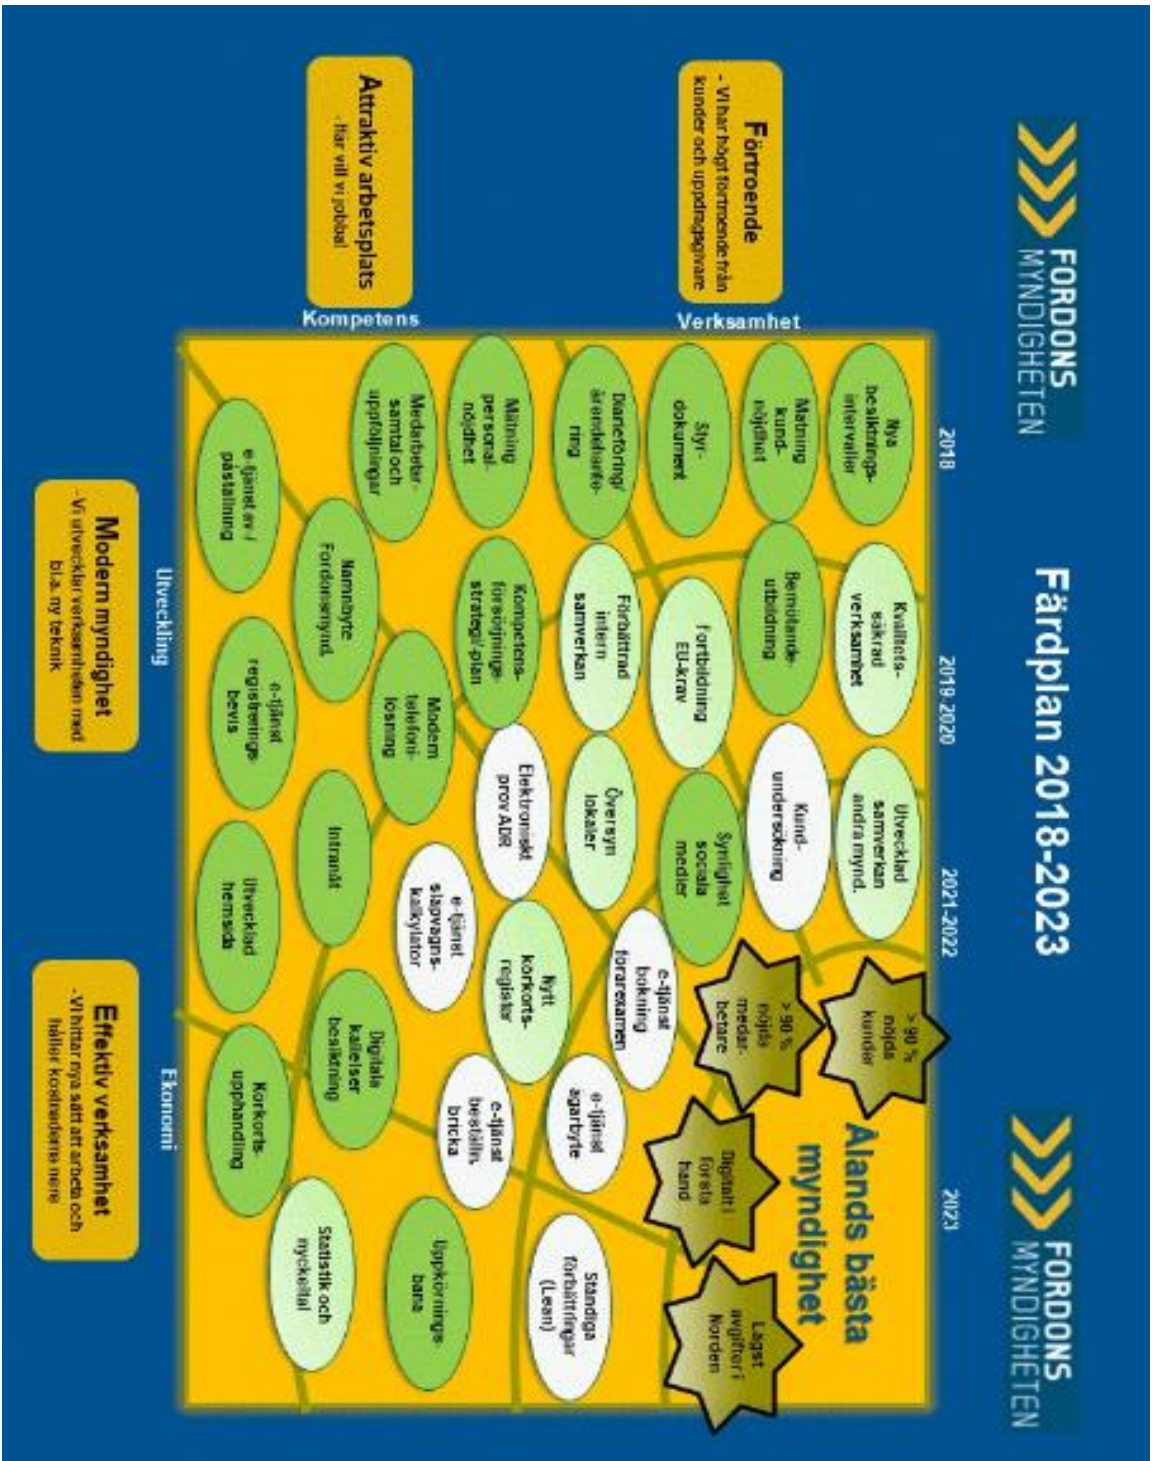 FORDONS
MYNDIGHETEN
Färdplan 2018-2023
FORDONS
MYNDIGHETEN
2018
2019-2020
2021-2022
2023
Förtroende
- Vi har högt förtroende från
kunder och uppdragsgivare
Attraktiv arbetsplats
- Här vill vi jobba!
Verksamhet
Kompetens
Nya
besiktnings-
intervaller
Mätning
kund-
nöjdhet
Styr-
dokument
Diarieföring/
ärendehante-
ring
Mätning
personal-
nöjdhet
Medarbetar-
samtal och
uppföljningar
e-tjänst av-/
påställning
Kvalitets-
säkrad
verksamhet
Bemötande-
utbildning
Fortbildning
EU-krav
Förbättrad
intern
samverkan
Kompetens-
försörjnings-
strategi/-plan
Namnbyte
Fordonsmynd.
Modern
telefoni-
lösning
e-tjänst
registrerings-
bevis
Utvecklad
samverkan
andra mynd.
Kund-
undersökning
Synlighet
sociala
medier
Översyn
lokaler
Elektroniskt
prov ADR
e-tjänst
släpvagns-
kalkylator
Intranät
Utvecklad
hemsida
e-tjänst
bokning
förarexamen
Nytt
körkorts-
register
Digitala
kallelser
besiktning
Körkorts-
upphandling
e-tjänst
ägarbyte
e-tjänst
beställn.
bricka
Statistik och
nyckeltal
Uppkörnings-
bana
Ständiga
förbättringar
(Lean)
> 90 %
nöjda
kunder
> 90 %
nöjda
medar-
betare
Digitalt i
första
hand
Lägst
avgifter i
Norden
Ålands bästa
myndighet
Utveckling
Ekonomi
Modern myndighet
- Vi utvecklar verksamheten med
bl.a. ny teknik
Effektiv verksamhet
- Vi hittar nya sätt att arbeta och
håller kostnaderna nere